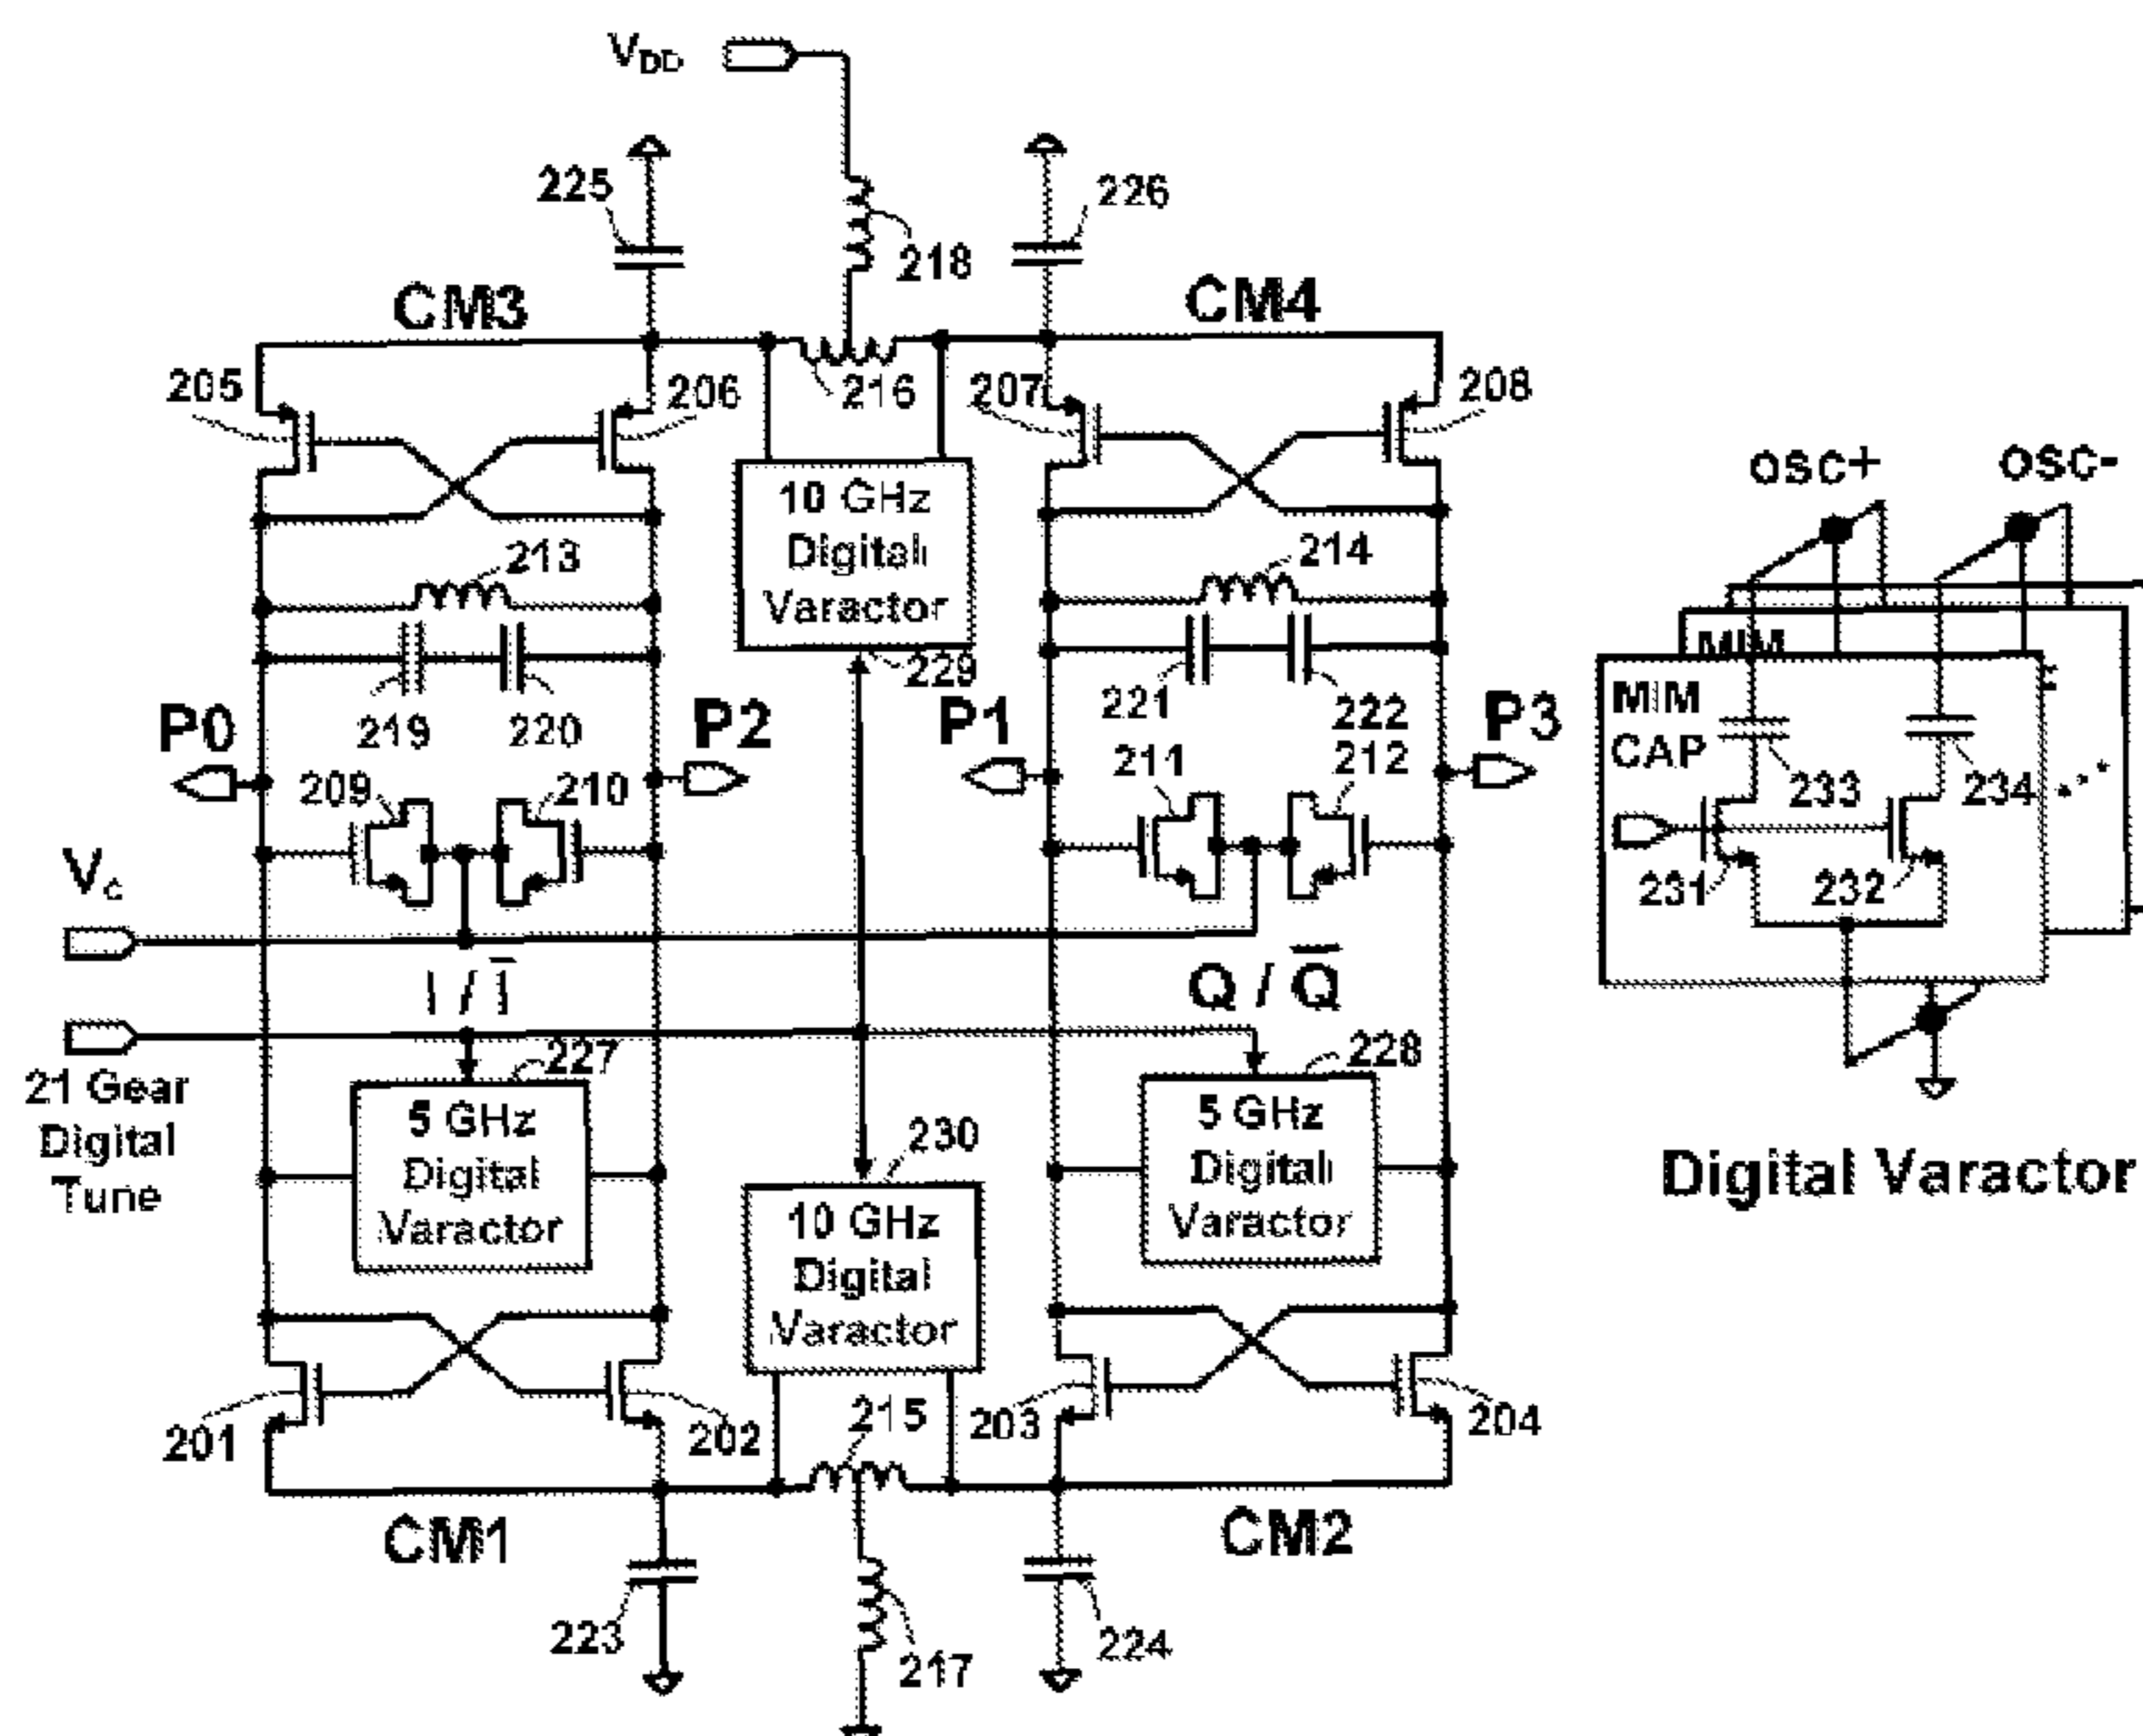 V_DD
225
226
218
CM3
CM4
205
206
216
207
208
osc+
osc-
10 GHz
Digital
Varactor
213
214
229
MIM
MIM
CAP
P0
P2
P1
P3
219
220
221
222
233
234
209
210
211
212
V_c
231
232
I / Ī
Q / Q̅
21 Gear
Digital
Tune
227
228
5 GHz
Digital
Varactor
5 GHz
Digital
Varactor
230
10 GHz
Digital
Varactor
Digital Varactor
201
202
215
203
204
CM1
CM2
223
217
224